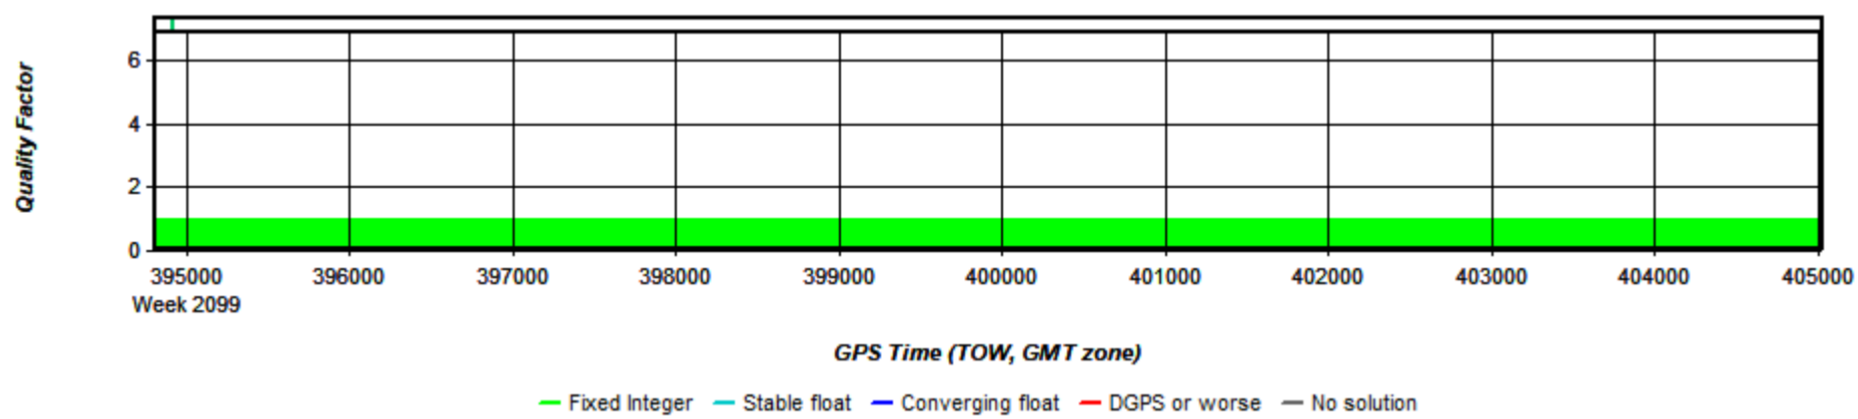 Quality Factor
6
4
2
0
395000 396000 397000 398000 399000 400000 401000 402000 403000 404000 405000
Week 2099
GPS Time (TOW, GMT zone)
Fixed Integer Stable float Converging float DGPS or worse No solution